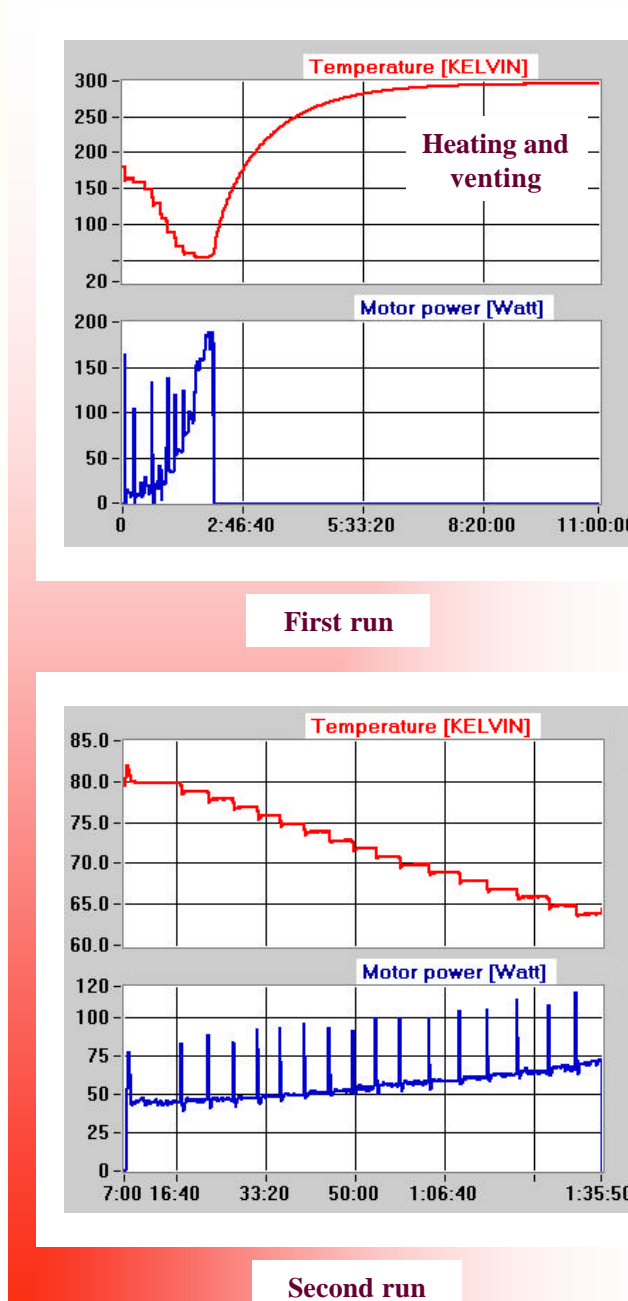 Temperature [KELVIN]
300
250
200
150
100
20
Heating and
venting
Motor power [Watt]
200
150
100
50
0
0 2:46:40 5:33:20 8:20:00 11:00:00
First run
Temperature [KELVIN]
85.0
80.0
75.0
70.0
65.0
60.0
Motor power [Watt]
120
100
75
50
25
0
7:00 16:40 33:20 50:00 1:06:40 1:35:50
Second run